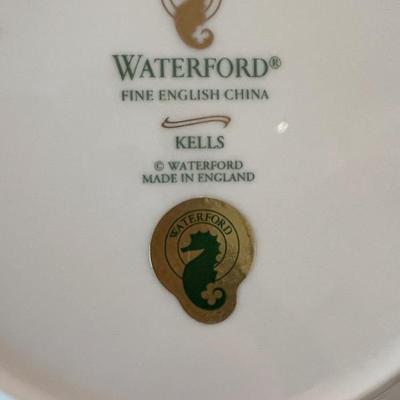 WATERFORD®
FINE ENGLISH CHINA
KELLS
© WATERFORD
MADE IN ENGLAND
WATERFORD